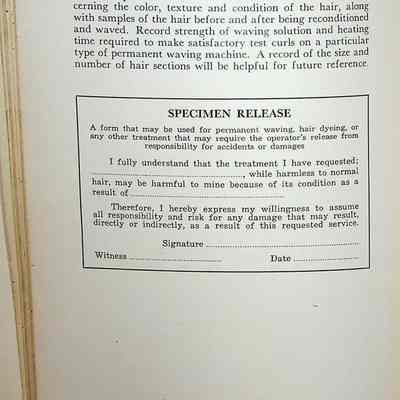 cerning the color, texture and condition of the hair, along
with samples of the hair before and after being reconditioned
and waved. Record strength of waving solution and heating
time required to make satisfactory test curls on a particular
type of permanent waving machine. A record of the size and
number of hair sections will be helpful for future reference.
SPECIMEN RELEASE
A form that may be used for permanent waving, hair dyeing, or
any other treatment that may require the operator's release from
responsibility for accidents or damages
I fully understand that the treatment I have requested;
........................................, while harmless to normal
hair, may be harmful to mine because of its condition as a
result of ........................................
Therefore, I hereby express my willingness to assume
all responsibility and risk for any damage that may result,
directly or indirectly, as a result of this requested service.
Signature ........................................
Witness ........................ Date ................